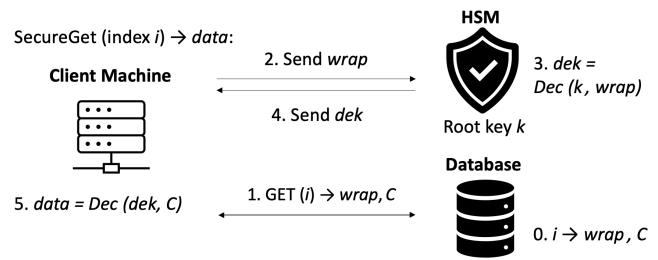 HSM
SecureGet (index i) → data:
Client Machine
2. Send wrap
3. dek =
Dec (k, wrap)
4. Send dek
Root key k
Database
1. GET (i) → wrap, C
5. data = Dec (dek, C)
0. i → wrap , C